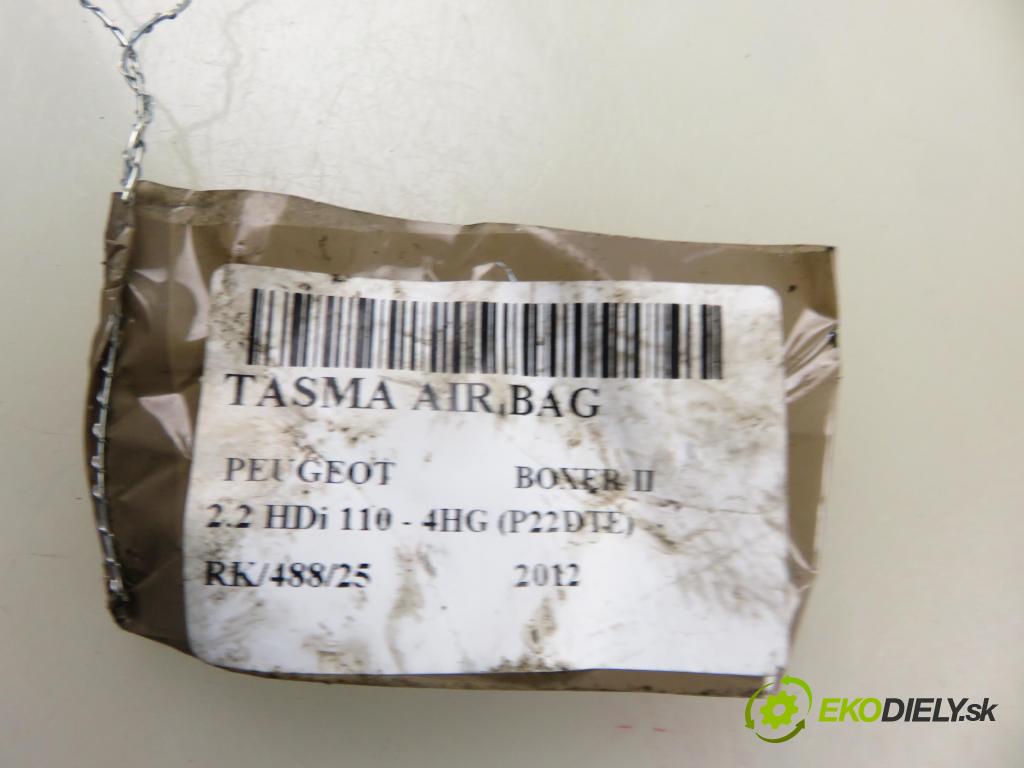 TASMA AIR BAG
PEUGEOT BOXER II
2.2 HDi 110 - 4HG (P22DTE)
RK/488/25 2012
EKODIELY.sk